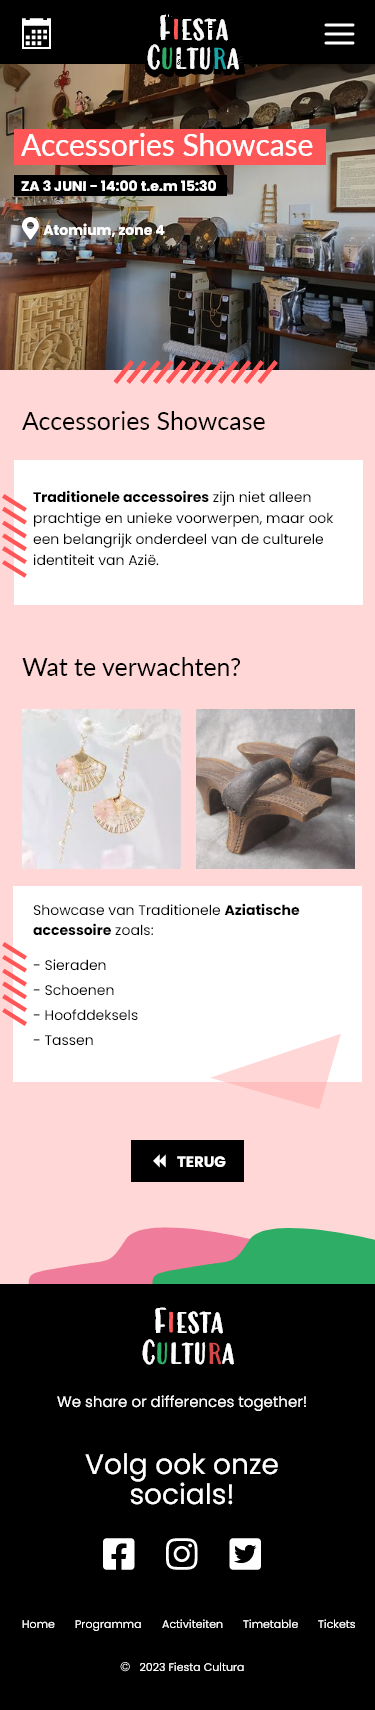 FIESTA
CULTURA
Accessories Showcase
ZA 3 JUNI - 14:00 t.e.m 15:30
Atomium, zone 4
Accessories Showcase
Traditionele accessoires zijn niet alleen
prachtige en unieke voorwerpen, maar ook
een belangrijk onderdeel van de culturele
identiteit van Azië.
Wat te verwachten?
Showcase van Traditionele Aziatische
accessoire zoals:
- Sieraden
- Schoenen
- Hoofddeksels
- Tassen
TERUG
FIESTA
CULTURA
We share or differences together!
Volg ook onze
socials!
Home Programma Activiteiten Timetable Tickets
© 2023 Fiesta Cultura